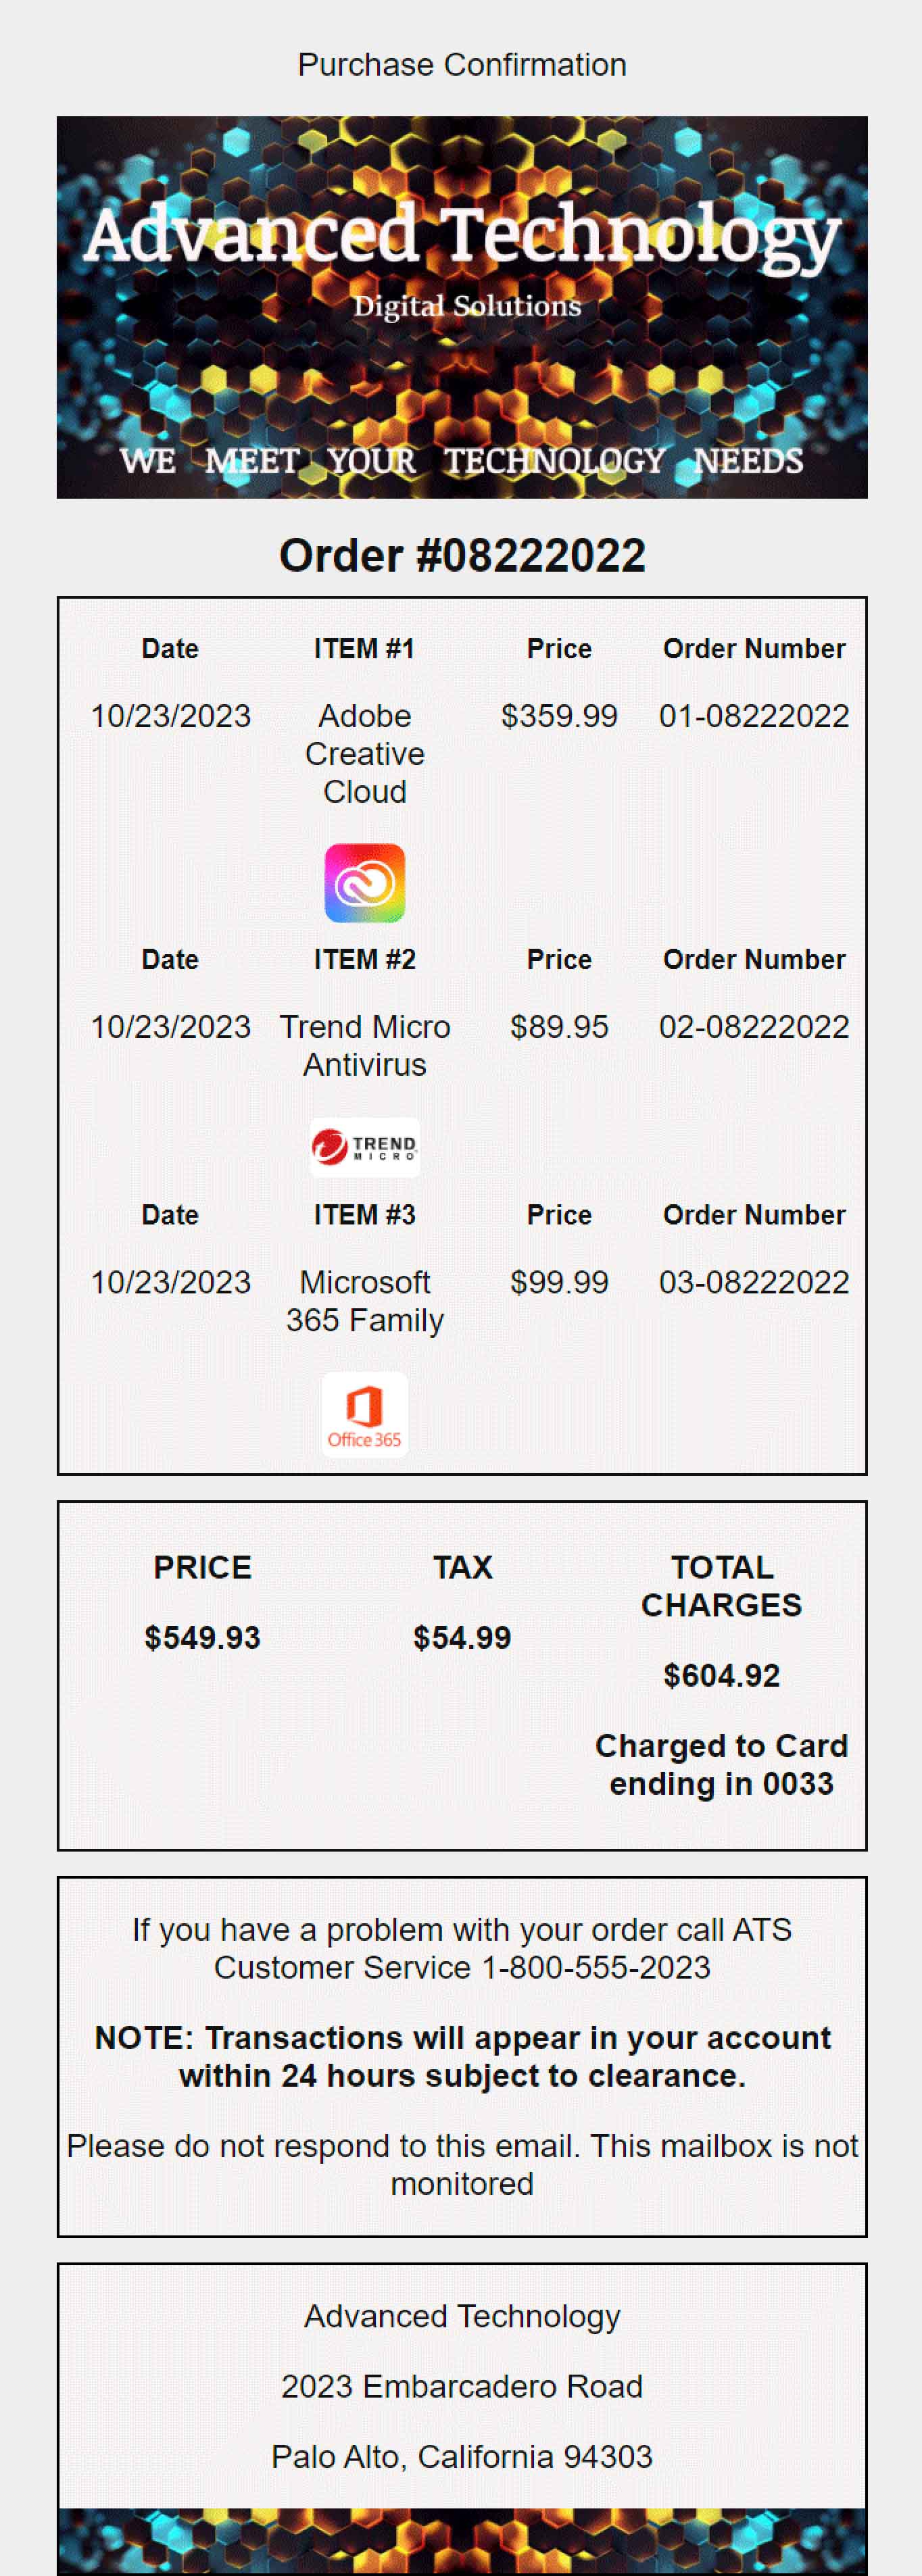 Purchase Confirmation
Advanced Technology
Digital Solutions
WE MEET YOUR TECHNOLOGY NEEDS
Order #08222022
Date ITEM #1 Price Order Number
10/23/2023 Adobe $359.99 01-08222022
Creative
Cloud
Date ITEM #2 Price Order Number
10/23/2023 Trend Micro $89.95 02-08222022
Antivirus
TREND
MICRO
Date ITEM #3 Price Order Number
10/23/2023 Microsoft $99.99 03-08222022
365 Family
Office 365
PRICE TAX TOTAL
CHARGES
$549.93 $54.99
$604.92
Charged to Card
ending in 0033
If you have a problem with your order call ATS
Customer Service 1-800-555-2023
NOTE: Transactions will appear in your account
within 24 hours subject to clearance.
Please do not respond to this email. This mailbox is not
monitored
Advanced Technology
2023 Embarcadero Road
Palo Alto, California 94303